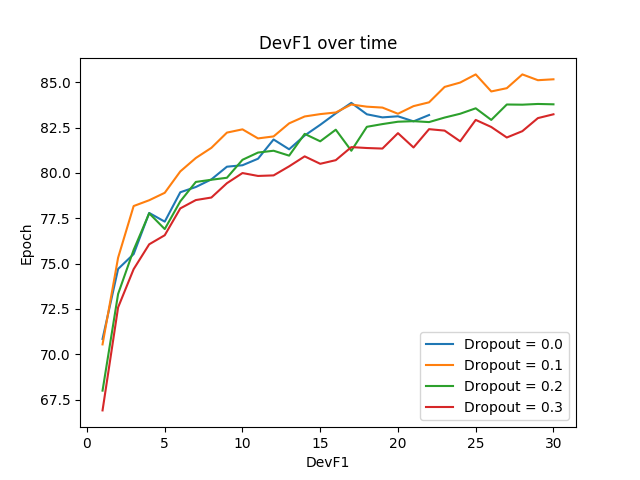 DevF1 over time
Epoch
85.0
82.5
80.0
77.5
75.0
72.5
70.0
67.5
0 5 10 15 20 25 30
DevF1
Dropout = 0.0
Dropout = 0.1
Dropout = 0.2
Dropout = 0.3